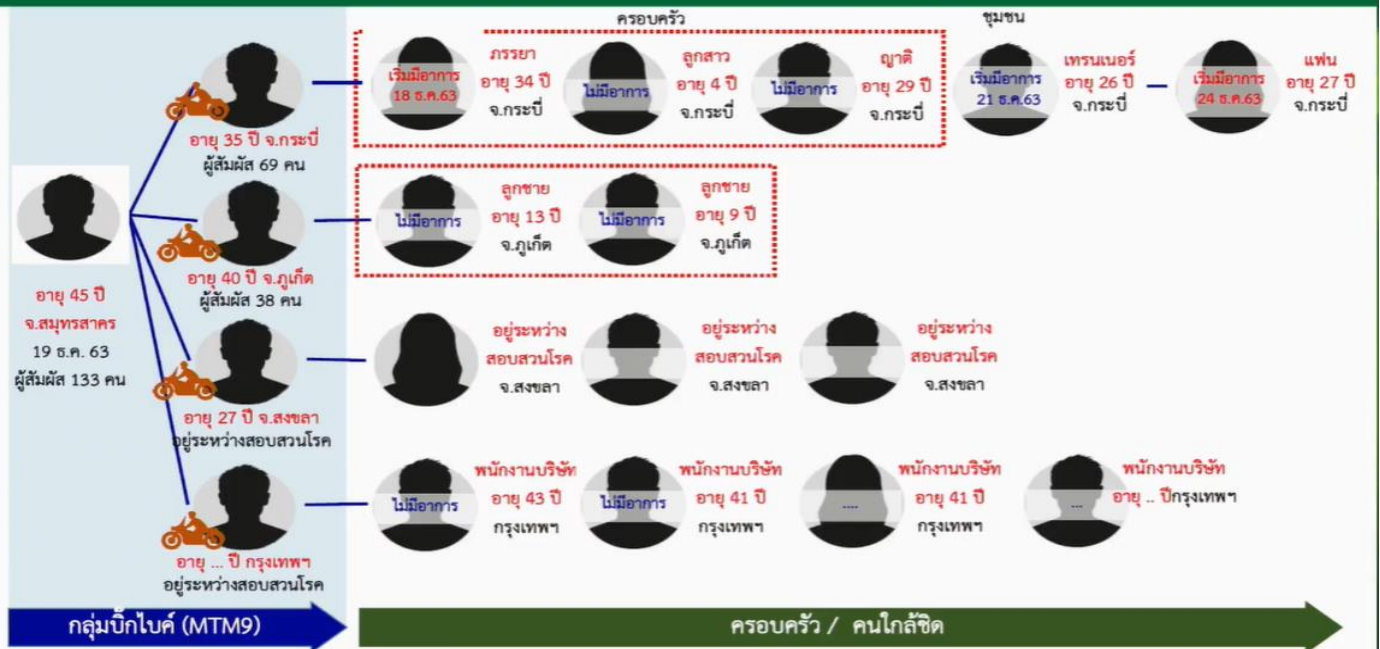 ครอบครัว
ชุมชน
เริ่มมีอาการ
18 ธ.ค.63
ภรรยา
อายุ 34 ปี
จ.กระบี่
ไม่มีอาการ
ลูกสาว
อายุ 4 ปี
จ.กระบี่
ไม่มีอาการ
ญาติ
อายุ 29 ปี
จ.กระบี่
เริ่มมีอาการ
21 ธ.ค.63
เทรนเนอร์
อายุ 26 ปี
จ.กระบี่
เริ่มมีอาการ
24 ธ.ค.63
แฟน
อายุ 27 ปี
จ.กระบี่
อายุ 35 ปี จ.กระบี่
ผู้สัมผัส 69 คน
ไม่มีอาการ
ลูกชาย
อายุ 13 ปี
จ.ภูเก็ต
ไม่มีอาการ
ลูกชาย
อายุ 9 ปี
จ.ภูเก็ต
อายุ 40 ปี จ.ภูเก็ต
ผู้สัมผัส 38 คน
อายุ 45 ปี
จ.สมุทรสาคร
19 ธ.ค. 63
ผู้สัมผัส 133 คน
อยู่ระหว่าง
สอบสวนโรค
จ.สงขลา
อยู่ระหว่าง
สอบสวนโรค
จ.สงขลา
อยู่ระหว่าง
สอบสวนโรค
จ.สงขลา
อายุ 27 ปี จ.สงขลา
อยู่ระหว่างสอบสวนโรค
ไม่มีอาการ
พนักงานบริษัท
อายุ 43 ปี
กรุงเทพฯ
ไม่มีอาการ
พนักงานบริษัท
อายุ 41 ปี
กรุงเทพฯ
....
พนักงานบริษัท
อายุ 41 ปี
กรุงเทพฯ
...
พนักงานบริษัท
อายุ .. ปีกรุงเทพฯ
อายุ ... ปี กรุงเทพฯ
อยู่ระหว่างสอบสวนโรค
กลุ่มบิ๊กไบค์ (MTM9)
ครอบครัว / คนใกล้ชิด